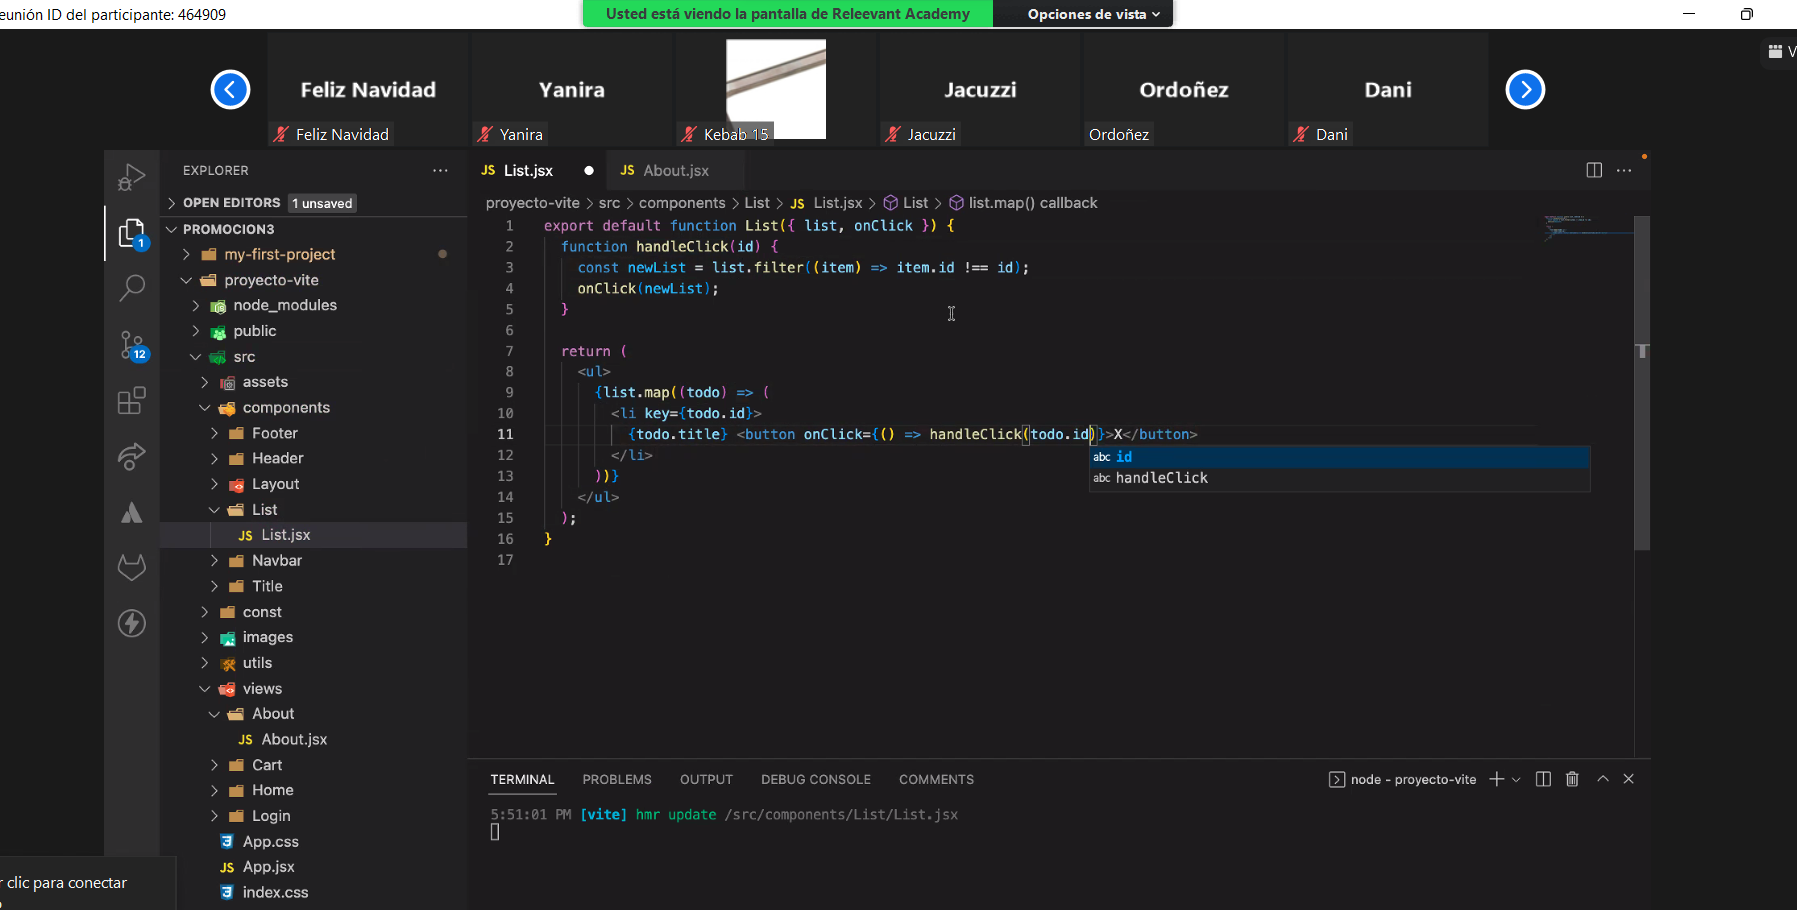 eunión ID del participante: 464909
Usted está viendo la pantalla de Releevant Academy
Opciones de vista
V
Feliz Navidad
Yanira
Jacuzzi
Ordoñez
Dani
Feliz Navidad
Yanira
Kebab 15
Jacuzzi
Ordoñez
Dani
EXPLORER
OPEN EDITORS 1 unsaved
PROMOCION3
my-first-project
proyecto-vite
node_modules
public
src
assets
components
Footer
Header
Layout
List
JS List.jsx
Navbar
Title
const
images
utils
views
About
JS About.jsx
Cart
Home
Login
App.css
JS App.jsx
index.css
1
12
r clic para conectar
JS List.jsx
JS About.jsx
proyecto-vite > src > components > List > JS List.jsx > List > list.map() callback
1 export default function List({ list, onClick }) {
2 function handleClick(id) {
3 const newList = list.filter((item) => item.id !== id);
4 onClick(newList);
5 }
6
7 return (
8 <ul>
9 {list.map((todo) => (
10 <li key={todo.id}>
11 {todo.title} <button onClick={() => handleClick(todo.id)}>X</button>
12 </li>
13 ))}
14 </ul>
15 );
16 }
17
abc id
abc handleClick
TERMINAL
PROBLEMS
OUTPUT
DEBUG CONSOLE
COMMENTS
node - proyecto-vite
5:51:01 PM [vite] hmr update /src/components/List/List.jsx